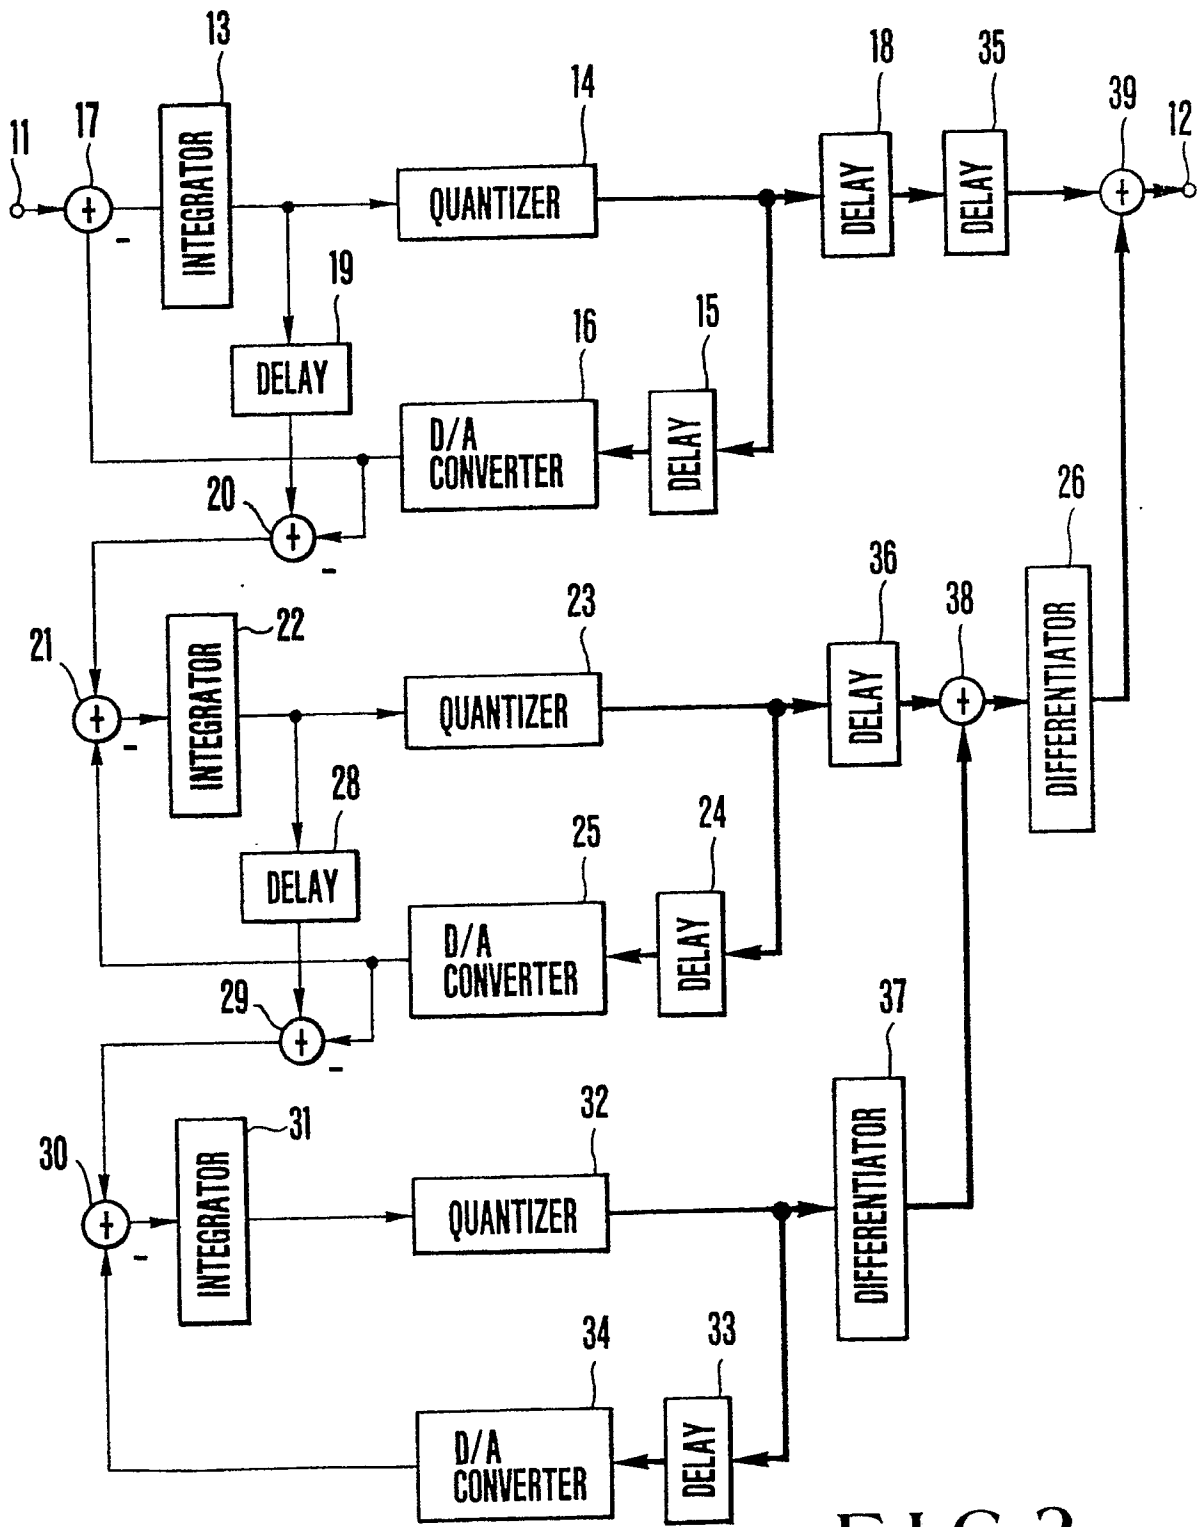 13
18
35
14
39
12
17
11
INTEGRATOR
QUANTIZER
DELAY
DELAY
+
+
-
19
16
15
DELAY
D/A
CONVERTER
DELAY
20
+
-
26
36
38
23
22
21
INTEGRATOR
QUANTIZER
DELAY
+
DIFFERENTIATOR
+
-
28
25
24
DELAY
D/A
CONVERTER
DELAY
29
+
-
37
32
31
30
INTEGRATOR
QUANTIZER
DIFFERENTIATOR
+
-
34
33
D/A
CONVERTER
DELAY